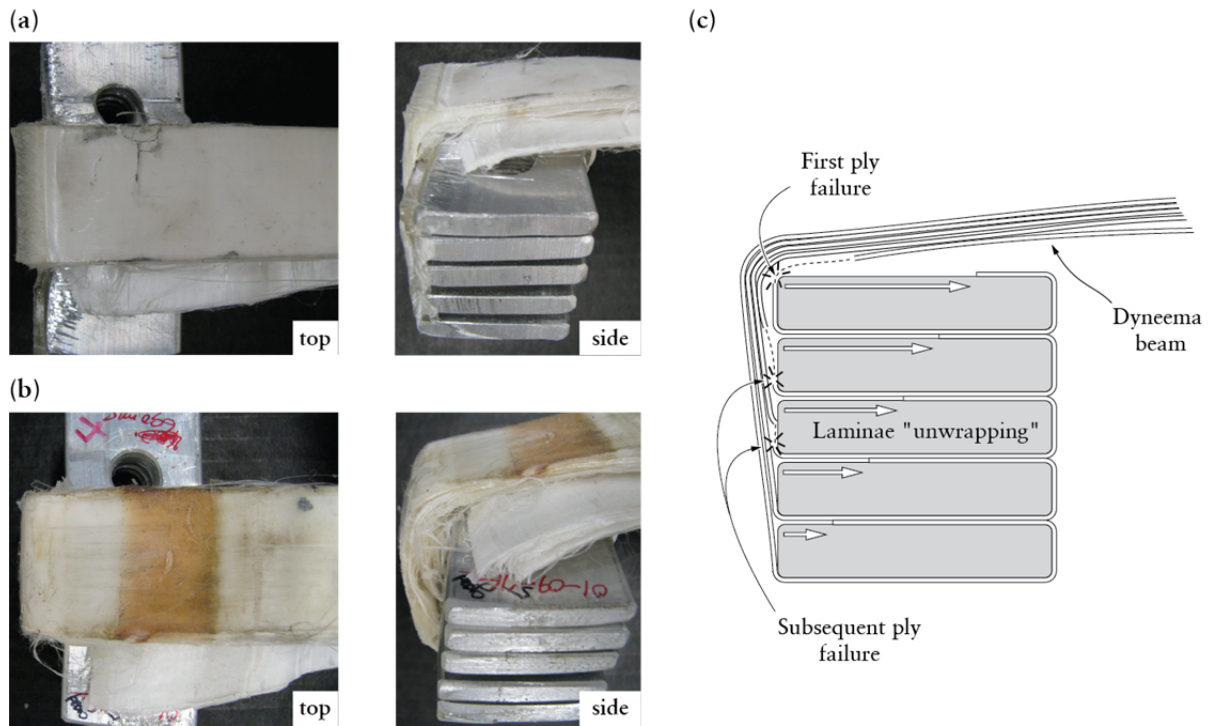 (a)
top
side
(b)
top
side
(c)
First ply
failure
Dyneema
beam
Laminae "unwrapping"
Subsequent ply
failure